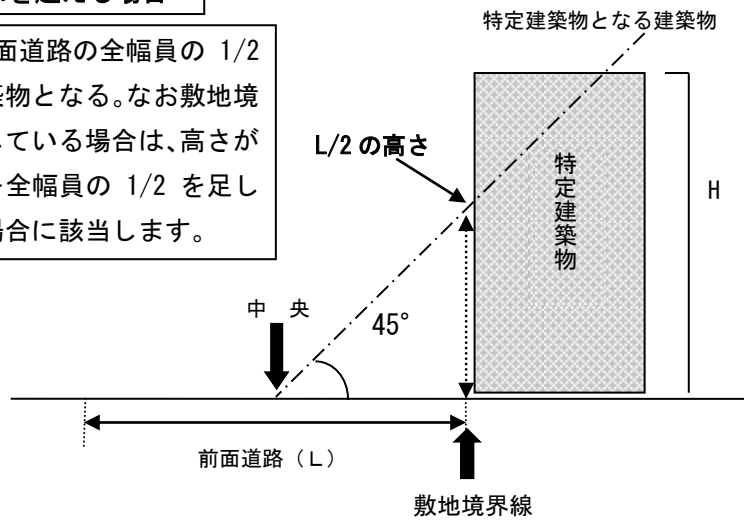 を超える場合
面道路の全幅員の 1/2
築物となる。なお敷地境
している場合は、高さが
全幅員の 1/2 を足し
場合に該当します。
特定建築物となる建築物
L/2 の高さ
特定建築物
H
中 央
45°
前面道路(L)
敷地境界線